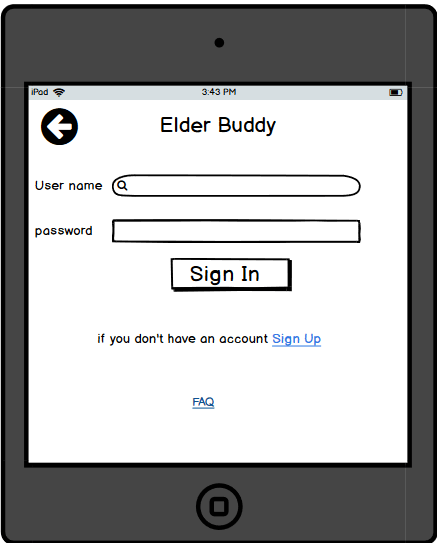 iPad 3:43 PM
Elder Buddy
User name
password
Sign In
if you don't have an account Sign Up
FAQ